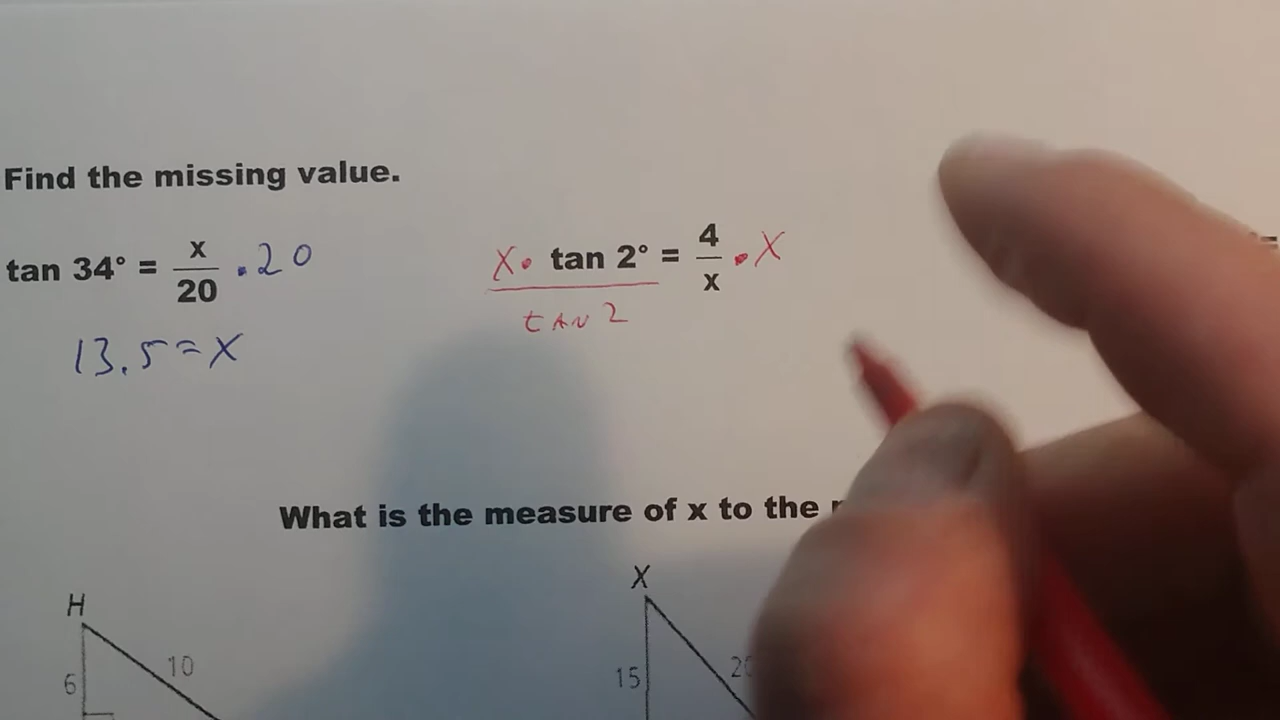 Find the missing value.
tan 34° = x/20 .20
13.5=x
x. tan 2° = 4/x .x
tAN 2
What is the measure of x to the
H
10
6
X
15